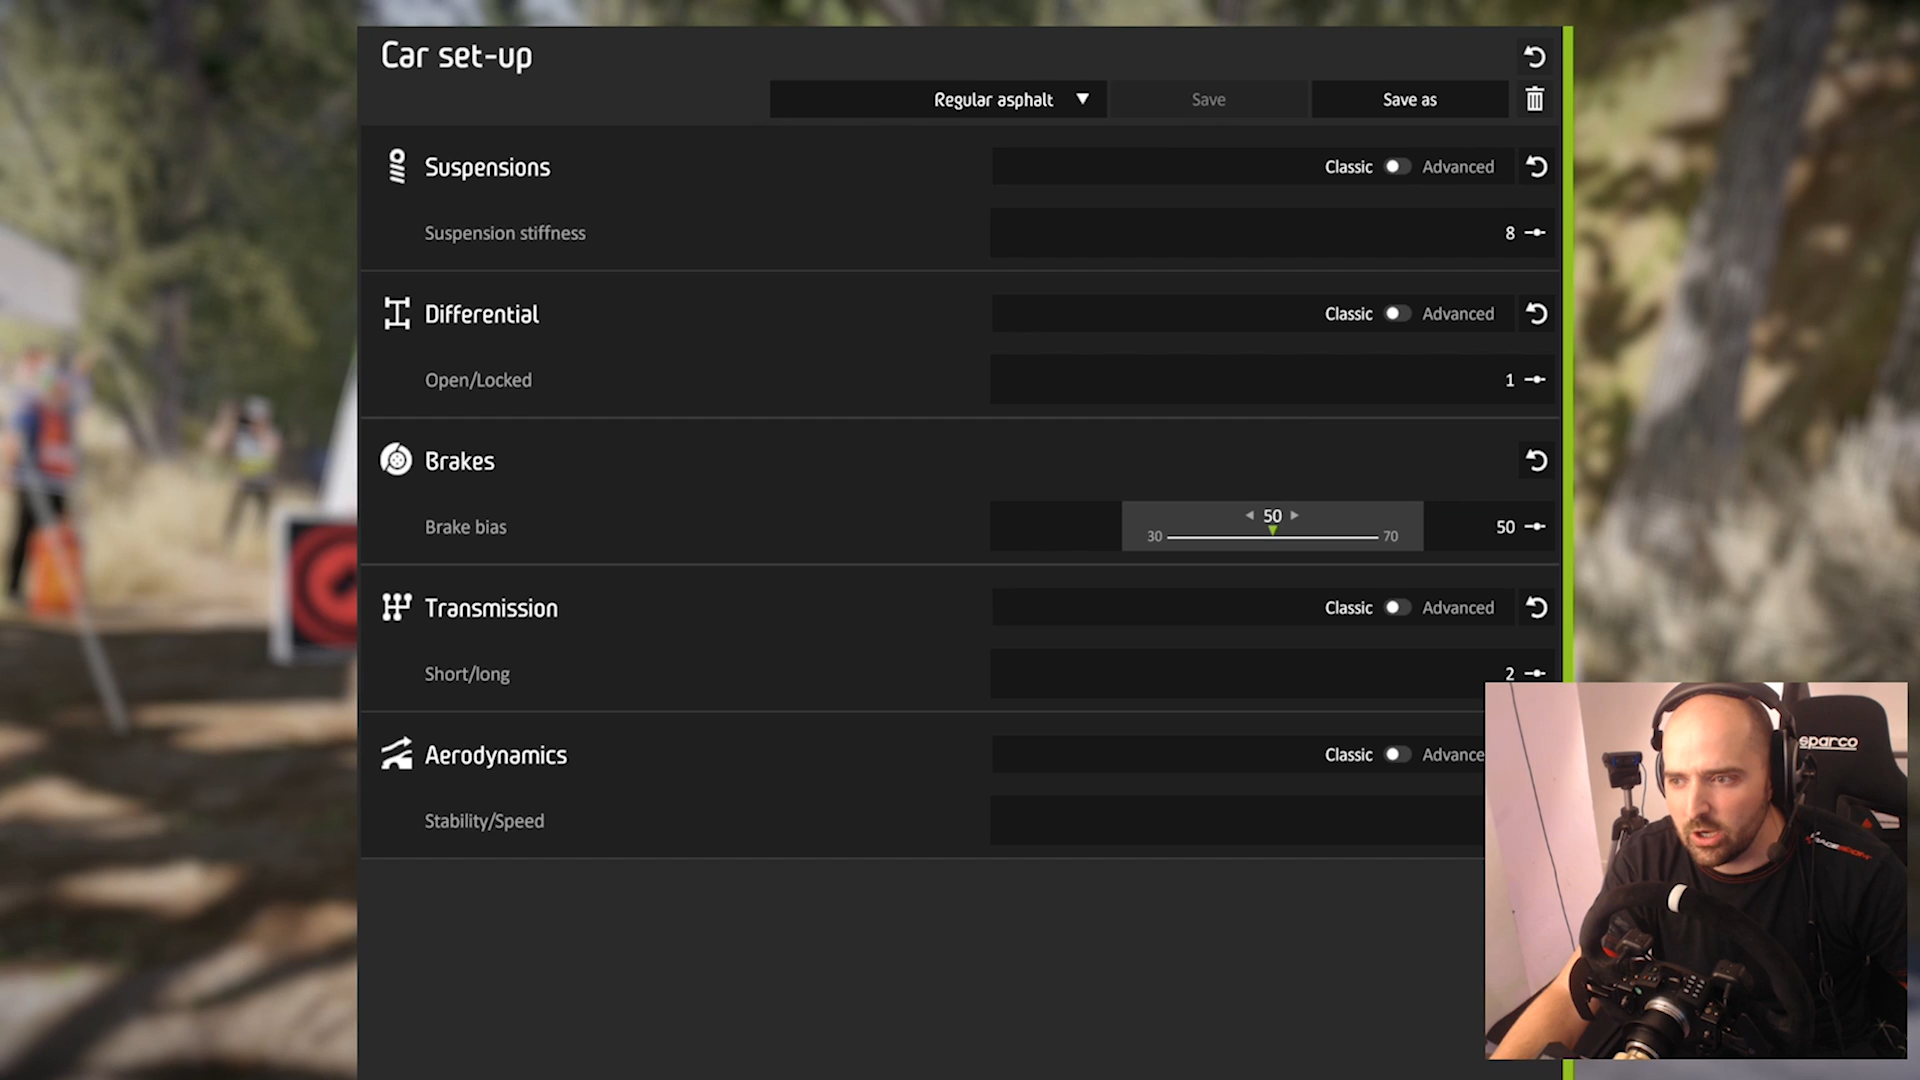 Car set-up
Regular asphalt Save Save as
Suspensions Classic Advanced
Suspension stiffness 8
Differential Classic Advanced
Open/Locked 1
Brakes
50
Brake bias 50
30 70
Transmission Classic Advanced
Short/long 2
Aerodynamics Classic Advance
Stability/Speed
sparco